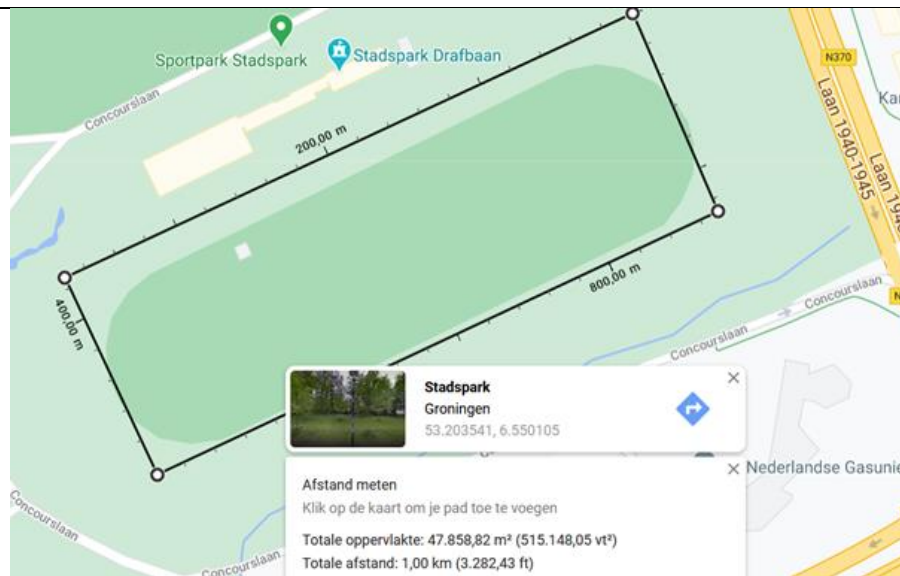 N370
Sportpark Stadspark
Stadspark Drafbaan
Concourslaan
Laan 1940-1945
200,00 m
400,00 m
800,00 m
Concourslaan
Concourslaan
Stadspark
Groningen
53.203541, 6.550105
Nederlandse Gasunie
Afstand meten
Klik op de kaart om je pad toe te voegen
Totale oppervlakte: 47.858,82 m² (515.148,05 vt²)
Totale afstand: 1,00 km (3.282,43 ft)
Concourslaan
Concourslaan